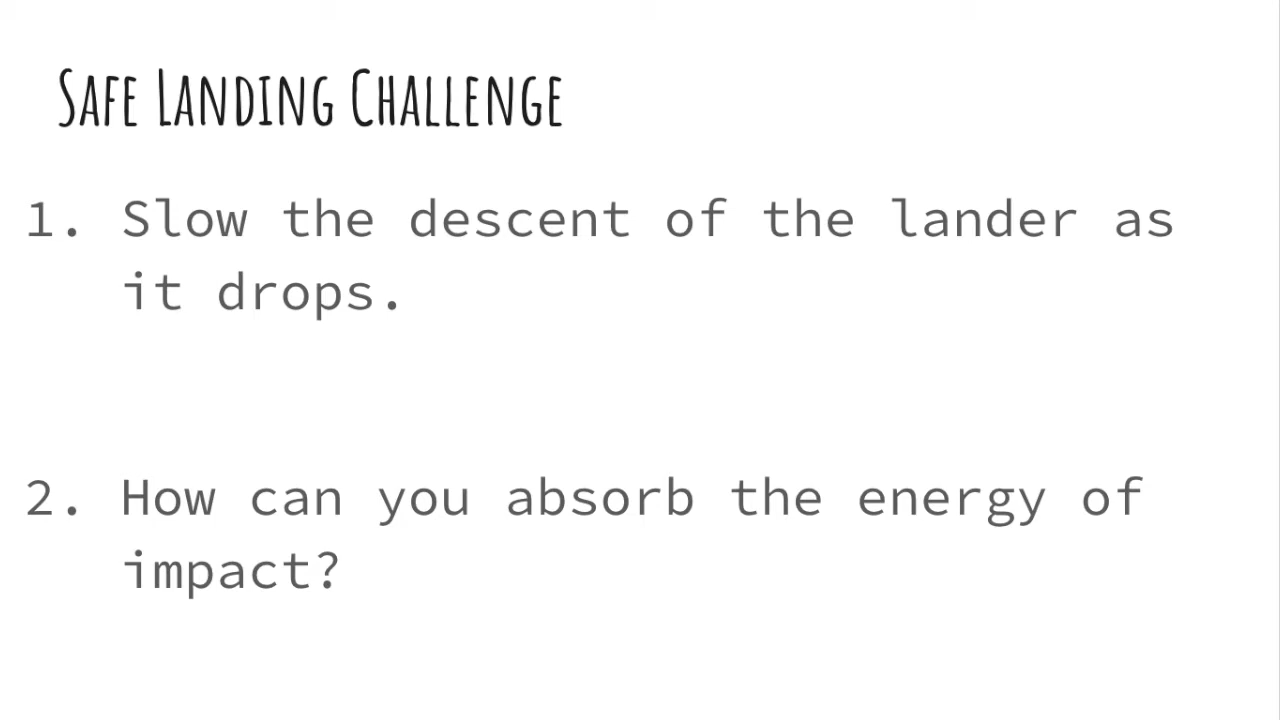 Safe Landing Challenge
1. Slow the descent of the lander as
it drops.
2. How can you absorb the energy of
impact?